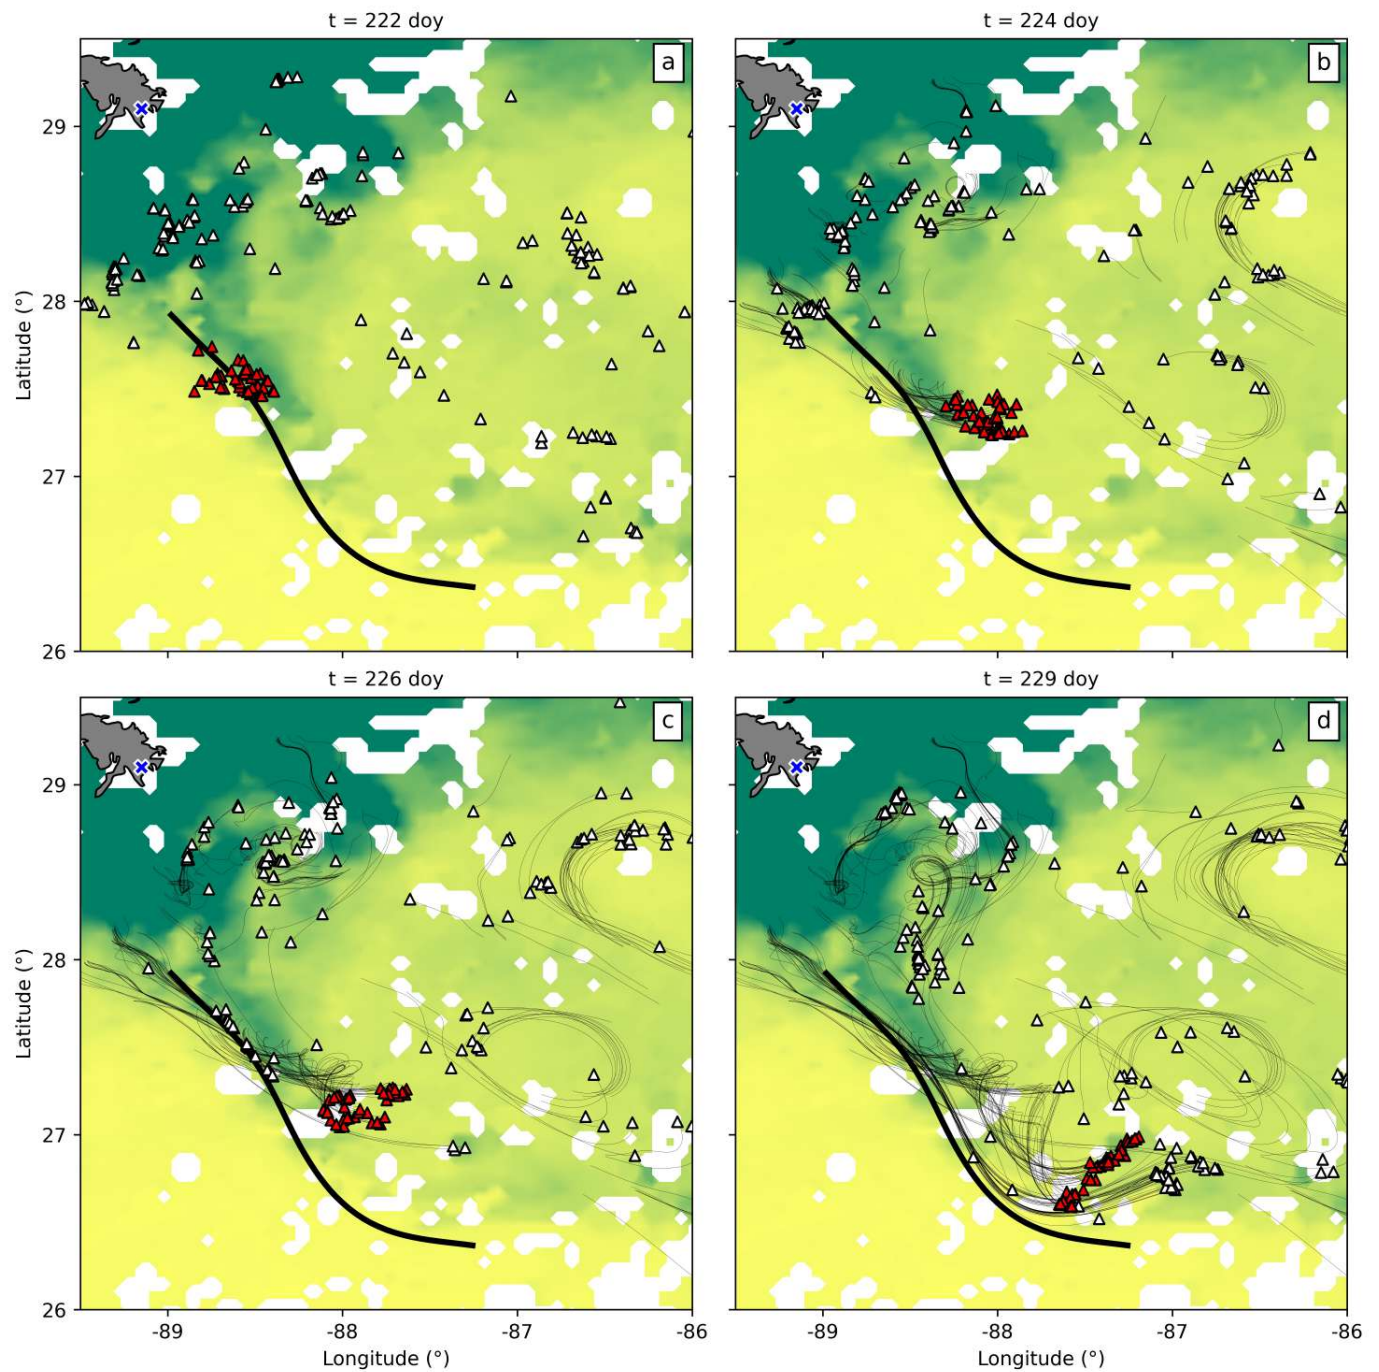 t = 222 doy
t = 224 doy
a
b
29
28
27
26
Latitude (°)
t = 226 doy
t = 229 doy
c
d
29
28
27
26
Latitude (°)
-89
-88
-87
-86
-89
-88
-87
-86
Longitude (°)
Longitude (°)